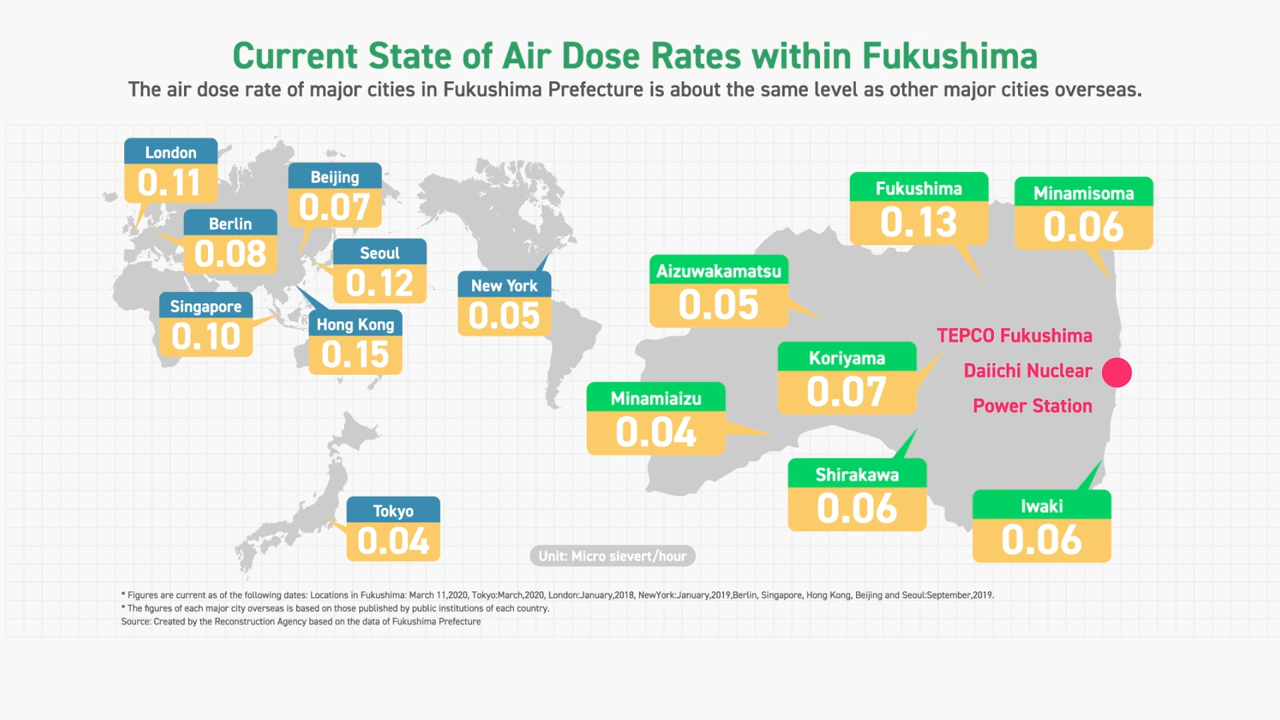 Current State of Air Dose Rates within Fukushima
The air dose rate of major cities in Fukushima Prefecture is about the same level as other major cities overseas.
London
0.11
Beijing
0.07
Berlin
0.08
Seoul
0.12
Singapore
0.10
Hong Kong
0.15
New York
0.05
Tokyo
0.04
Fukushima
0.13
Minamisoma
0.06
Aizuwakamatsu
0.05
Koriyama
0.07
TEPCO Fukushima
Daiichi Nuclear
Power Station
Minamiaizu
0.04
Shirakawa
0.06
Iwaki
0.06
Unit: Micro sievert/hour
* Figures are current as of the following dates: Locations in Fukushima: March 11,2020, Tokyo:March,2020, London:January,2018, NewYork:January,2019,Berlin, Singapore, Hong Kong, Beijing and Seoul:September,2019.
* The figures of each major city overseas is based on those published by public institutions of each country.
Source: Created by the Reconstruction Agency based on the data of Fukushima Prefecture